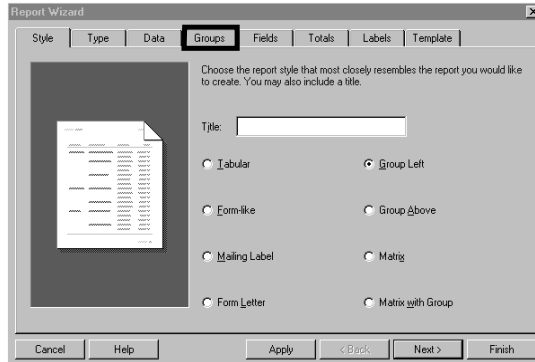 Report Wizard
Style Type Data Groups Fields Totals Labels Template
Choose the report style that most closely resembles the report you would like
to create. You may also include a title.
Title:
Tabular Group Left
Form-like Group Above
Mailing Label Matrix
Form Letter Matrix with Group
Cancel Help Apply < Back Next > Finish